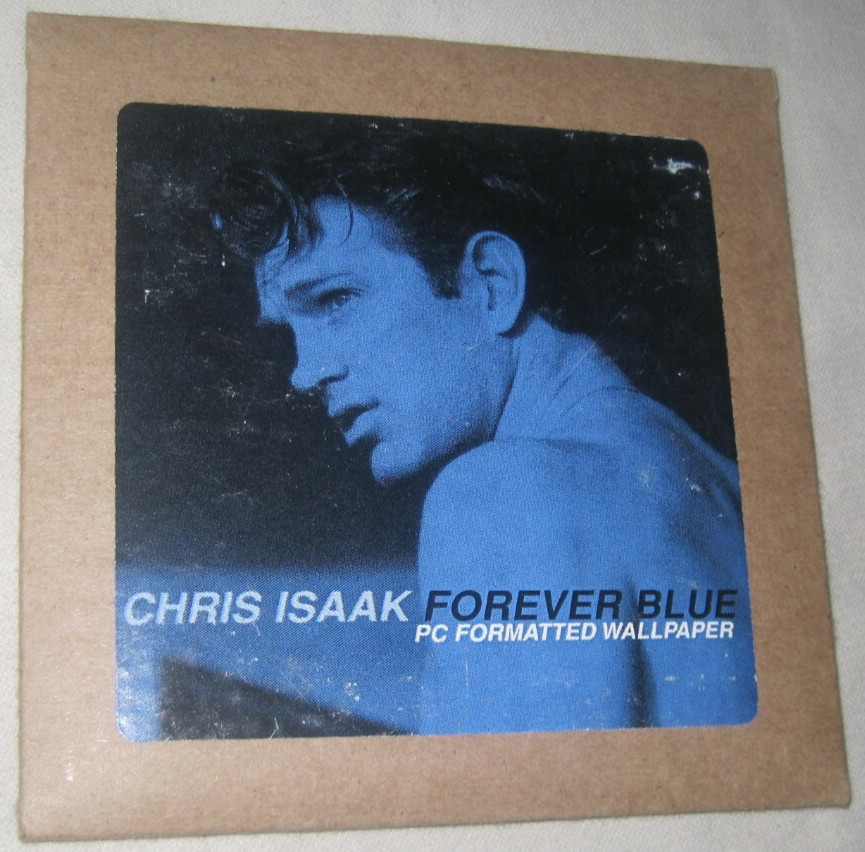 CHRIS ISAAK FOREVER BLUE
PC FORMATTED WALLPAPER